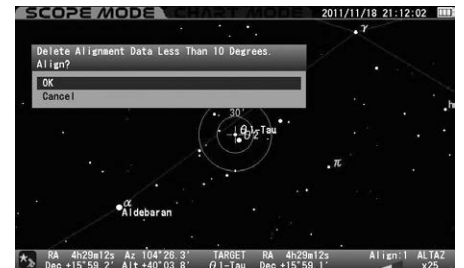 SCOPE MODE CHART MODE 2011/11/18 21:12:02
γ
Delete Alignment Data Less Than 10 Degrees.
Align?
OK
Cancel
30'
θ1-Tau
θ2
π
α
Aldebaran
RA 4h29m12s Az 104°26.3' TARGET RA 4h29m12s Align:1 ALTAZ
Dec +15°59.2' Alt +40°03.8' θ1-Tau Dec +15°59.1' x25